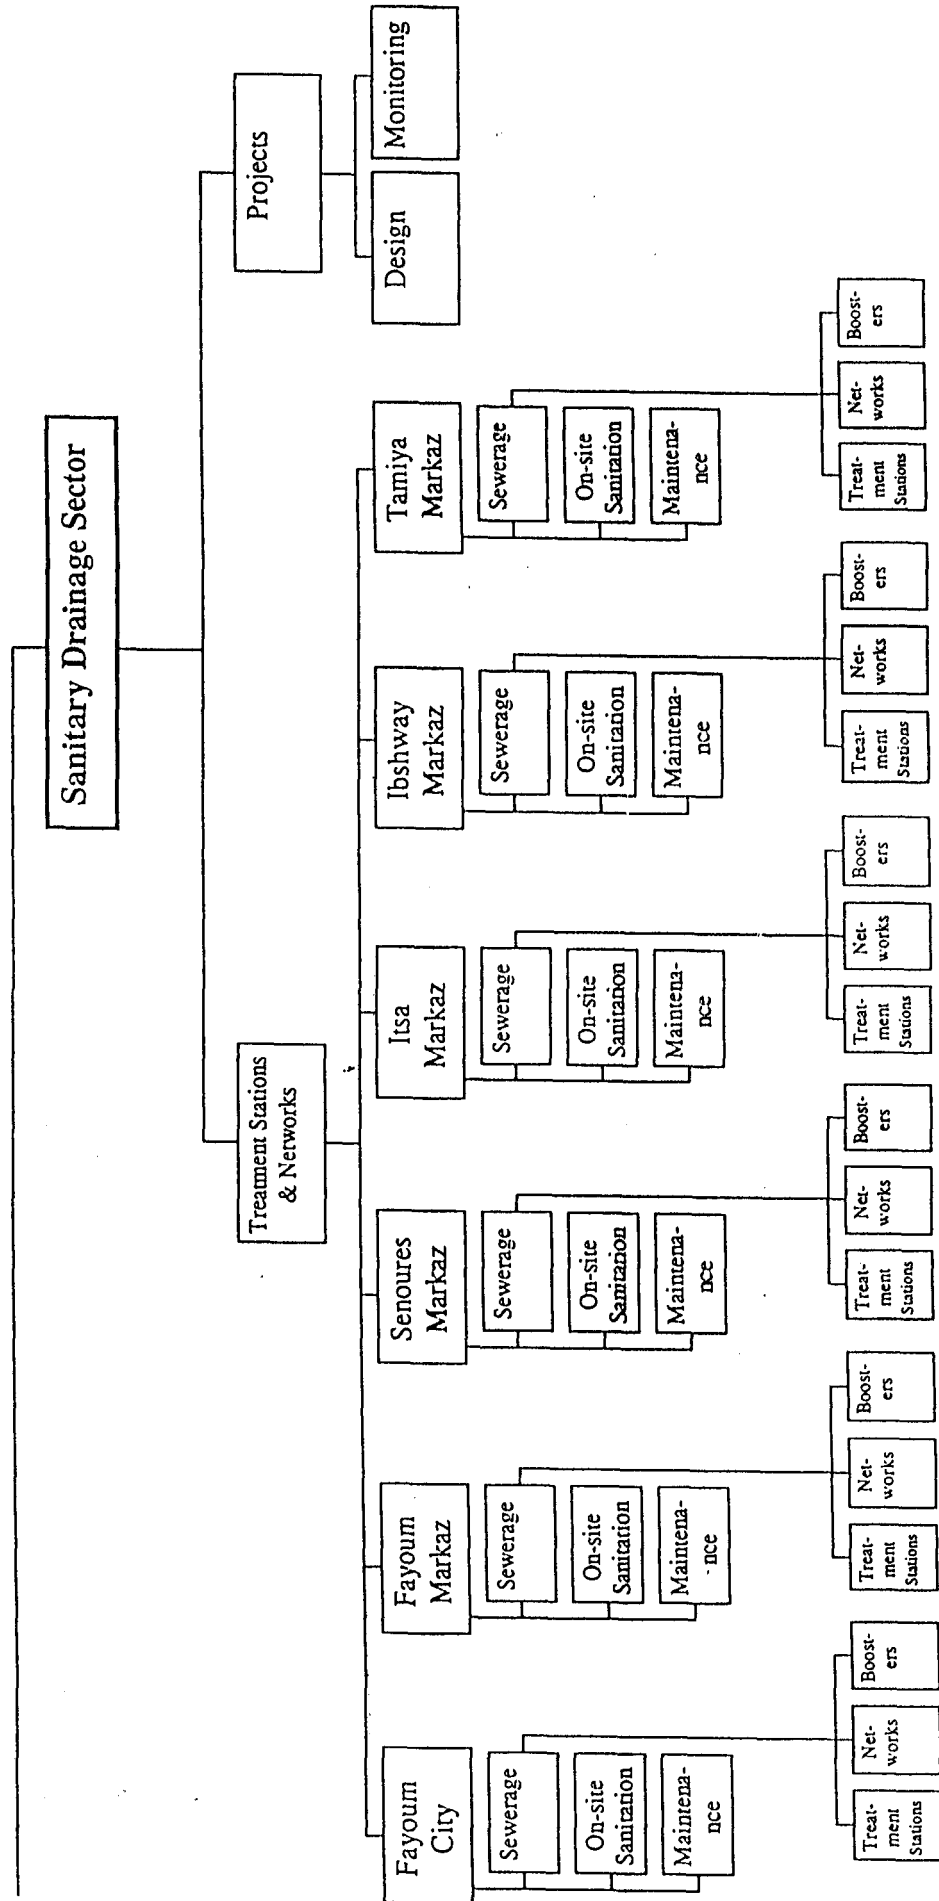 Sanitary Drainage Sector
Treatment Stations
& Networks
Projects
Design
Monitoring
Fayoum
City
Fayoum
Markaz
Senoures
Markaz
Itsa
Markaz
Ibshway
Markaz
Tamiya
Markaz
Sewerage
On-site
Sanitation
Maintena-
nce
Sewerage
On-site
Sanitation
Maintena-
nce
Sewerage
On-site
Sanitation
Maintena-
nce
Sewerage
On-site
Sanitation
Maintena-
nce
Sewerage
On-site
Sanitation
Maintena-
nce
Sewerage
On-site
Sanitation
Maintena-
nce
Treat-
ment
Stations
Net-
works
Boost-
ers
Treat-
ment
Stations
Net-
works
Boost-
ers
Treat-
ment
Stations
Net-
works
Boost-
ers
Treat-
ment
Stations
Net-
works
Boost-
ers
Treat-
ment
Stations
Net-
works
Boost-
ers
Treat-
ment
Stations
Net-
works
Boost-
ers